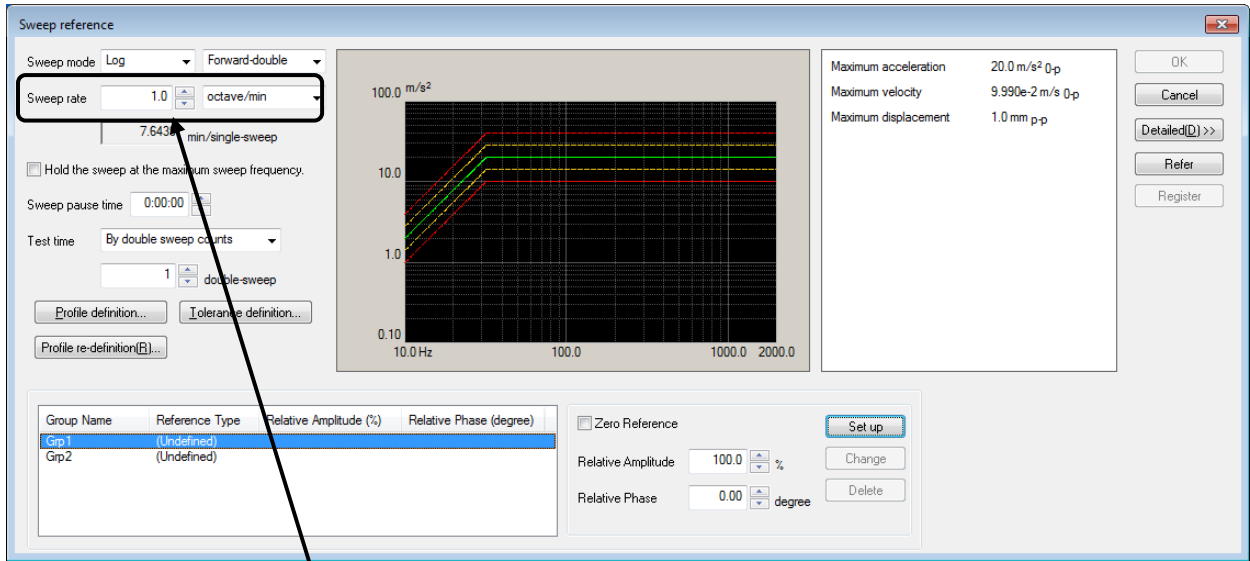 Sweep reference
Sweep mode Log Forward-double
Sweep rate 1.0 octave/min
min/single-sweep
Hold the sweep at the maximum sweep frequency.
Sweep pause time 0:00:00
Test time By double sweep counts
1 double-sweep
Profile definition... Tolerance definition...
Profile re-definition(R)...
100.0 m/s²
10.0
1.0
0.10
10.0 Hz 100.0 1000.0 2000.0
Maximum acceleration 20.0 m/s² 0-p
Maximum velocity 9.990e-2 m/s 0-p
Maximum displacement 1.0 mm p-p
OK
Cancel
Detailed(D) >>
Refer
Register
Group Name Reference Type Relative Amplitude (%) Relative Phase (degree)
Grp1 (Undefined)
Grp2 (Undefined)
Zero Reference
Relative Amplitude 100.0 %
Relative Phase 0.00 degree
Set up
Change
Delete